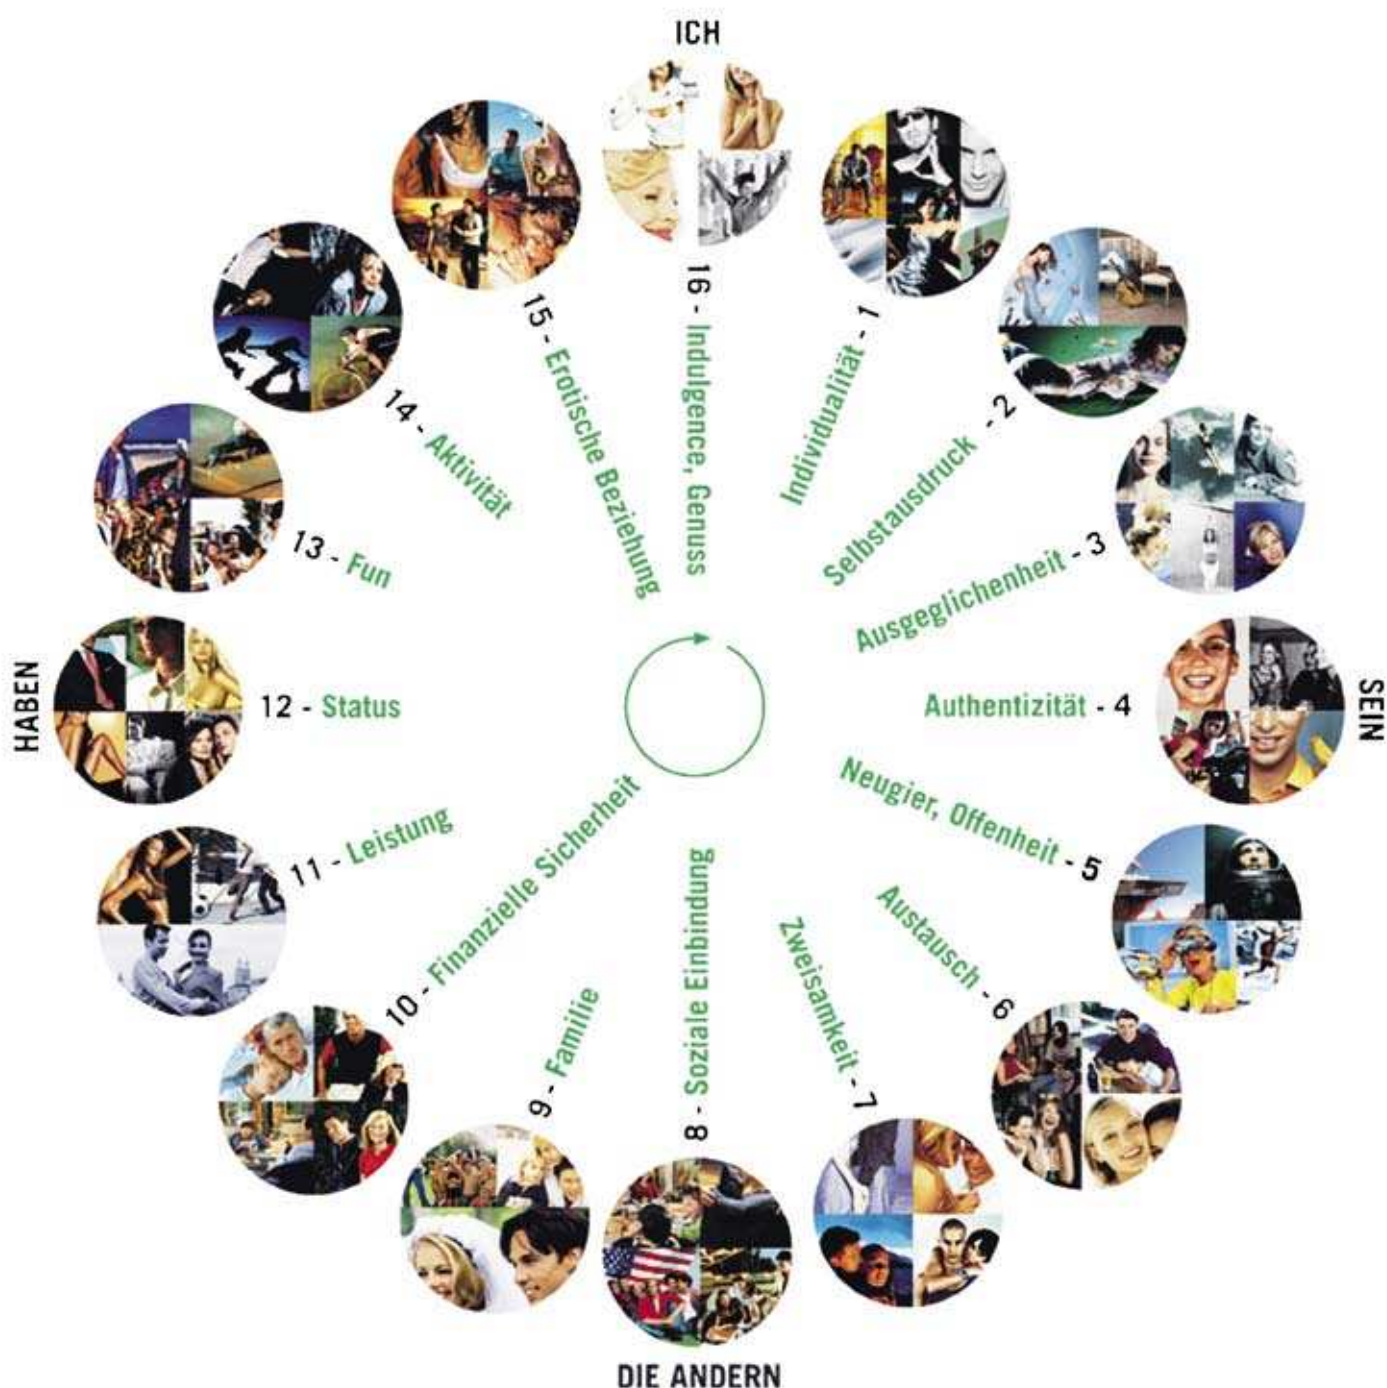 ICH
16 - Indulgence, Genuss
Individualität - 1
Selbstausdruck - 2
Ausgeglichenheit - 3
Authentizität - 4
SEIN
Neugier, Offenheit - 5
Austausch - 6
Zweisamkeit - 7
8 - Soziale Einbindung
DIE ANDERN
9 - Familie
10 - Finanzielle Sicherheit
11 - Leistung
12 - Status
HABEN
13 - Fun
14 - Aktivität
15 - Erotische Beziehung